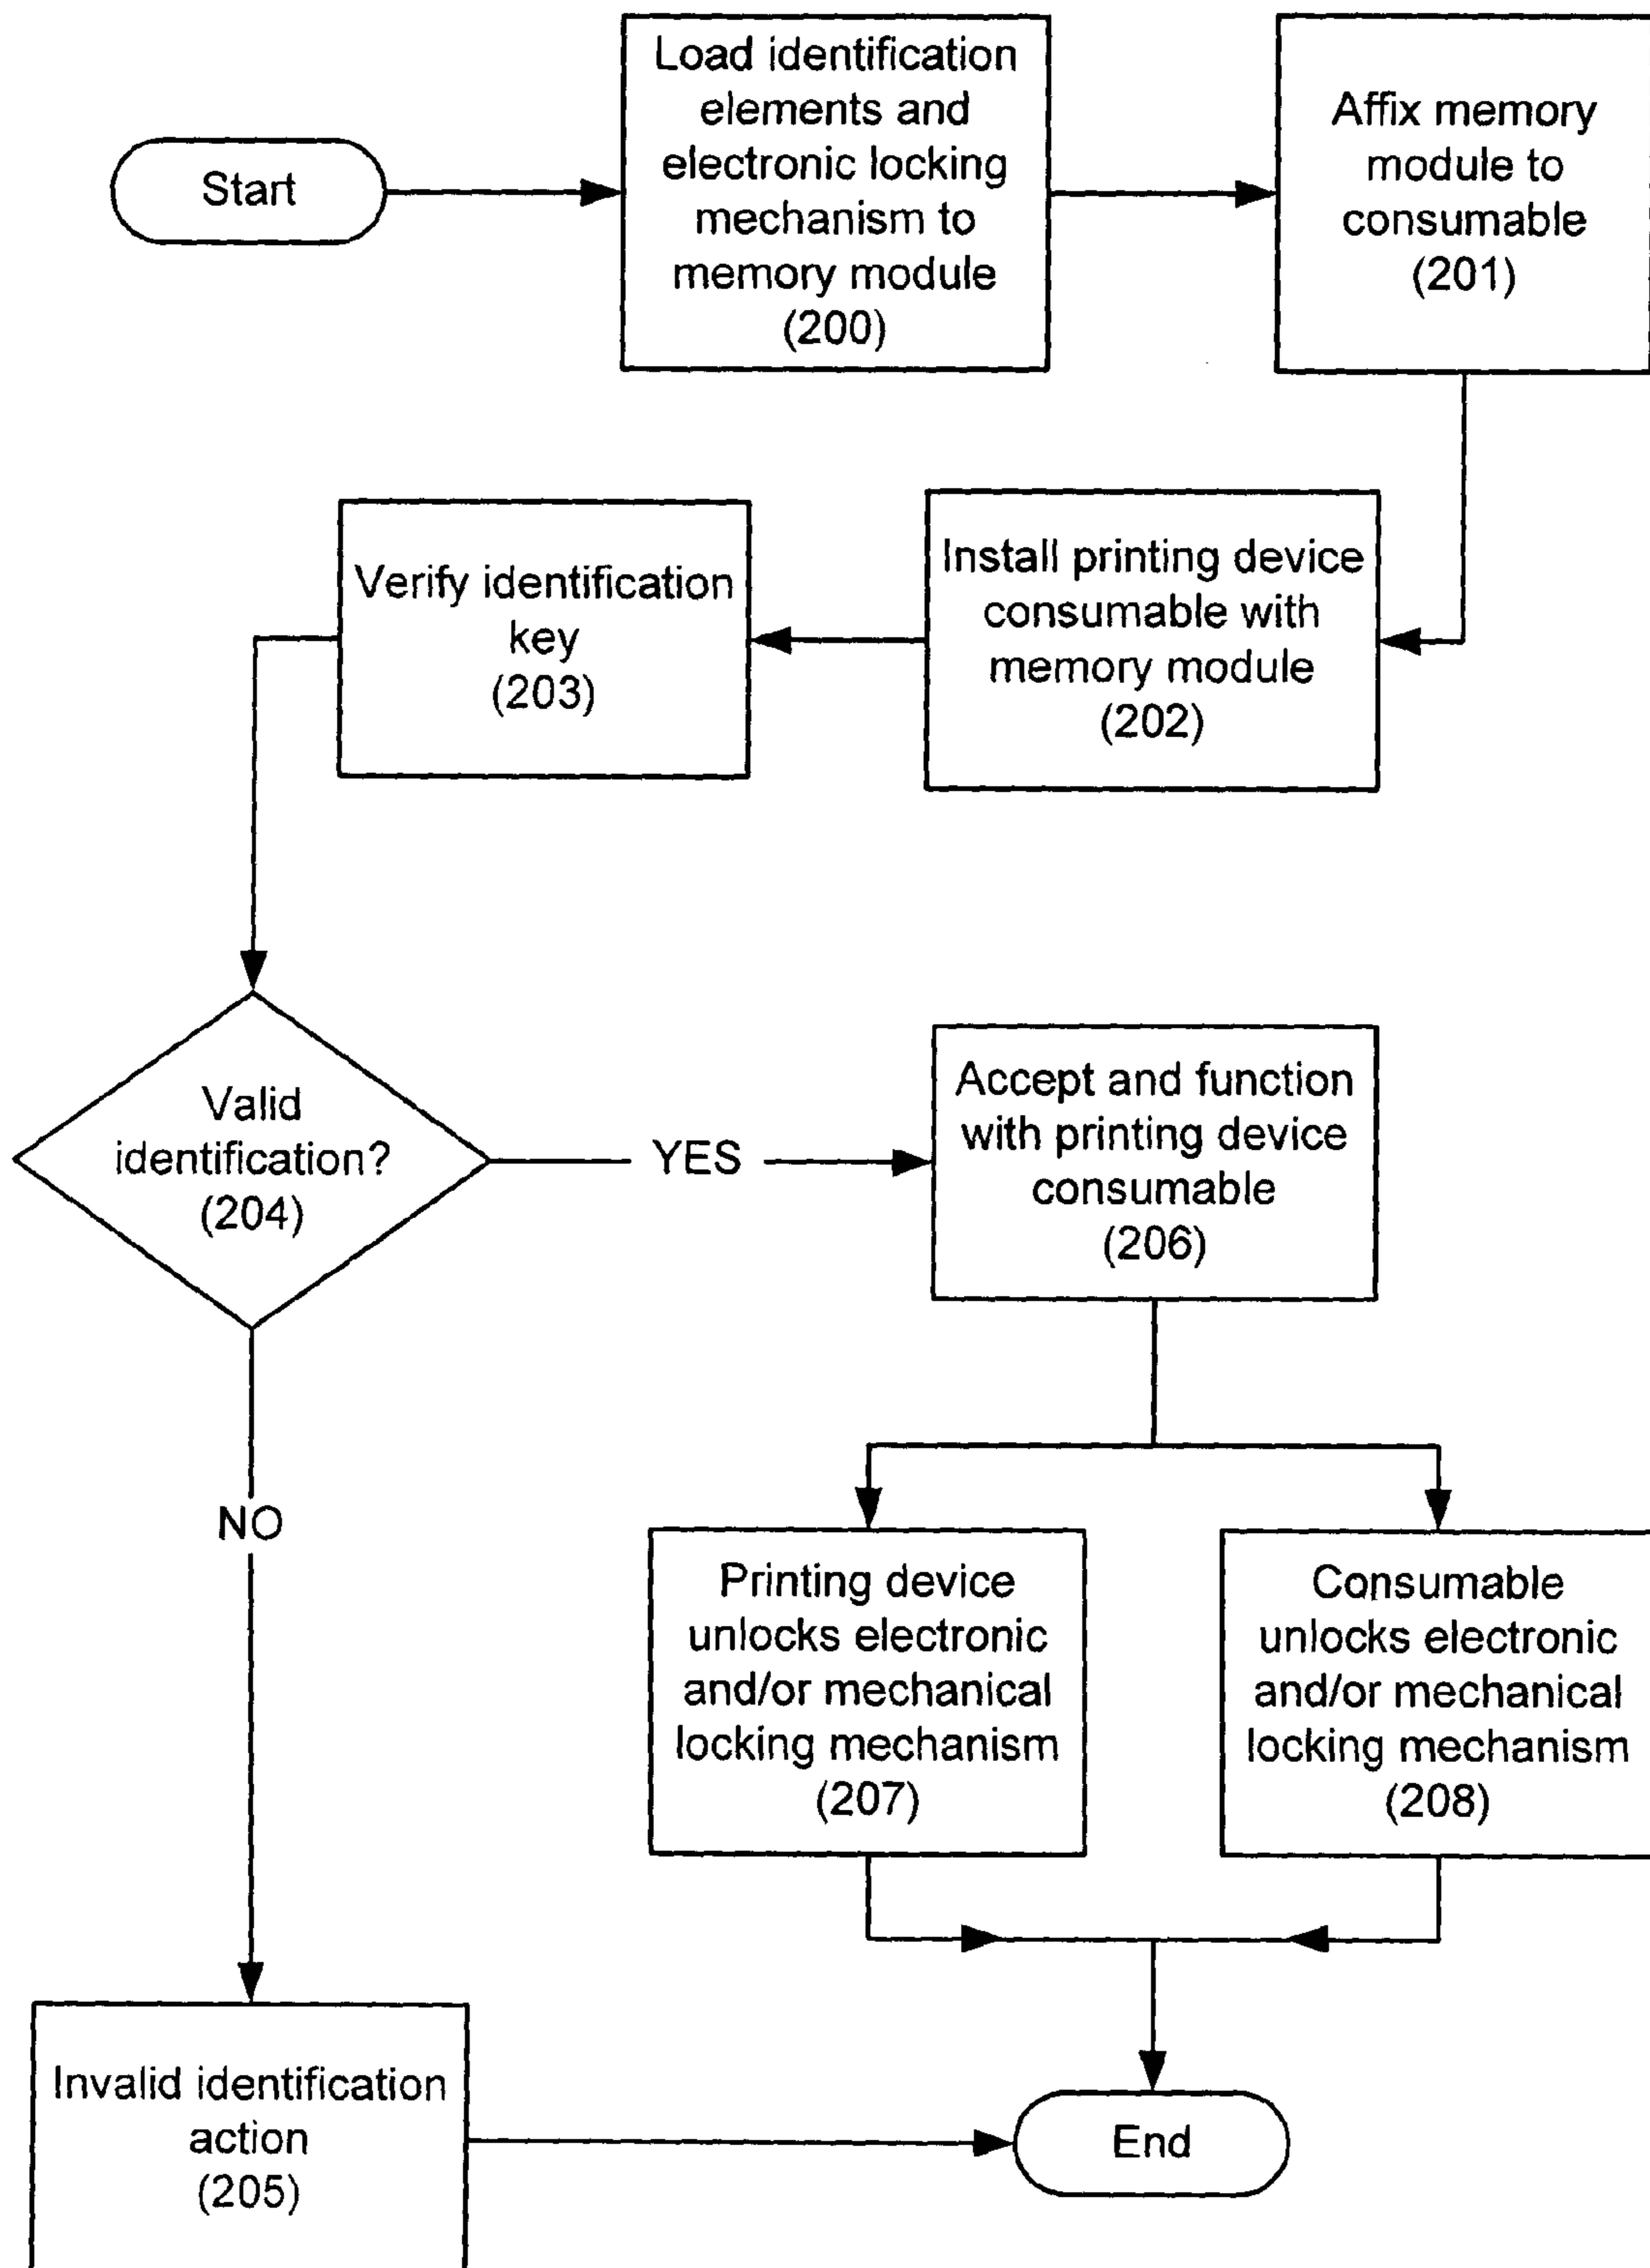 Start
Load identification
elements and
electronic locking
mechanism to
memory module
(200)
Affix memory
module to
consumable
(201)
Install printing device
consumable with
memory module
(202)
Verify identification
key
(203)
Valid
identification?
(204)
YES
Accept and function
with printing device
consumable
(206)
NO
Printing device
unlocks electronic
and/or mechanical
locking mechanism
(207)
Consumable
unlocks electronic
and/or mechanical
locking mechanism
(208)
Invalid identification
action
(205)
End